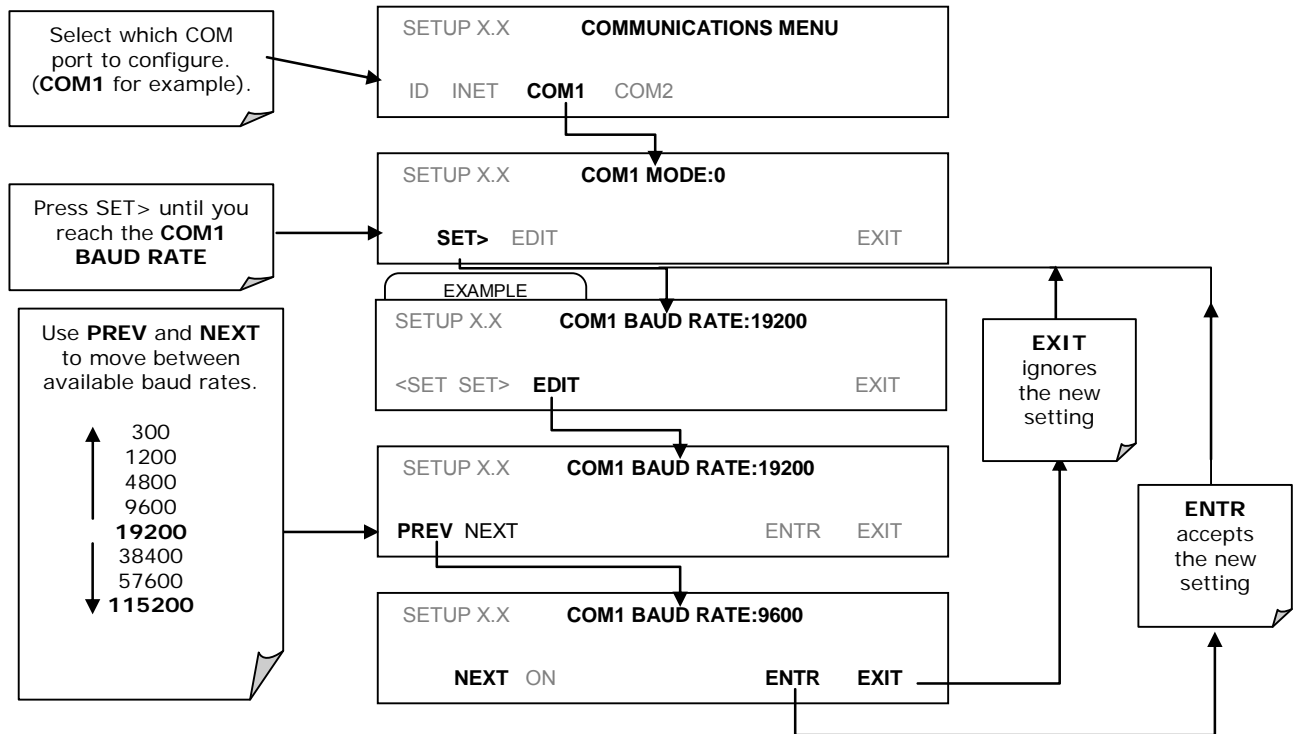 Select which COM
port to configure.
(COM1 for example).
SETUP X.X COMMUNICATIONS MENU
ID INET COM1 COM2
Press SET> until you
reach the COM1
BAUD RATE
SETUP X.X COM1 MODE:0
SET> EDIT EXIT
EXAMPLE
SETUP X.X COM1 BAUD RATE:19200
<SET SET> EDIT EXIT
Use PREV and NEXT
to move between
available baud rates.
300
1200
4800
9600
19200
38400
57600
115200
SETUP X.X COM1 BAUD RATE:19200
PREV NEXT ENTR EXIT
SETUP X.X COM1 BAUD RATE:9600
NEXT ON ENTR EXIT
EXIT
ignores
the new
setting
ENTR
accepts
the new
setting